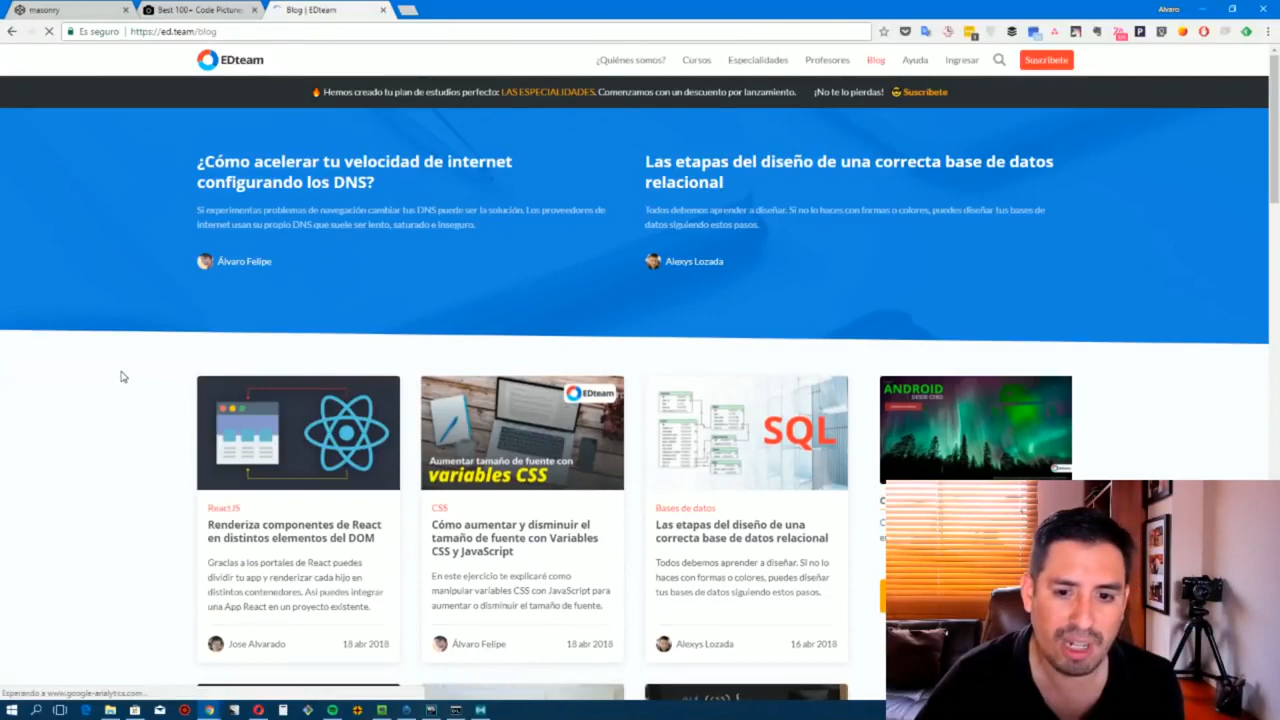 masonry
Best 100+ Code Pictures
Blog | EDteam
Alvaro
Es seguro
https://ed.team/blog
EDteam
¿Quiénes somos?
Cursos
Especialidades
Profesores
Blog
Ayuda
Ingresar
Suscríbete
Hemos creado tu plan de estudios perfecto: LAS ESPECIALIDADES. Comenzamos con un descuento por lanzamiento. ¡No te lo pierdas! Suscríbete
¿Cómo acelerar tu velocidad de internet
configurando los DNS?
Si experimentas problemas de navegación cambiar tus DNS puede ser la solución. Los proveedores de
internet usan su propio DNS que suele ser lento, saturado e inseguro.
Álvaro Felipe
Las etapas del diseño de una correcta base de datos
relacional
Todos debemos aprender a diseñar. Si no lo haces con formas o colores, puedes diseñar tus bases de
datos siguiendo estos pasos.
Alexys Lozada
ReactJS
Renderiza componentes de React
en distintos elementos del DOM
Gracias a los portales de React puedes
dividir tu app y renderizar cada hijo en
distintos contenedores. Así puedes integrar
una App React en un proyecto existente.
Jose Alvarado
18 abr 2018
EDteam
Aumentar tamaño de fuente con
variables CSS
CSS
Cómo aumentar y disminuir el
tamaño de fuente con Variables
CSS y JavaScript
En este ejercicio te explicaré como
manipular variables CSS con JavaScript para
aumentar o disminuir el tamaño de fuente.
Álvaro Felipe
18 abr 2018
SQL
Bases de datos
Las etapas del diseño de una
correcta base de datos relacional
Todos debemos aprender a diseñar. Si no lo
haces con formas o colores, puedes diseñar
tus bases de datos siguiendo estos pasos.
Alexys Lozada
16 abr 2018
ANDROID
DESDE CERO
Esperando a www.google-analytics.com...